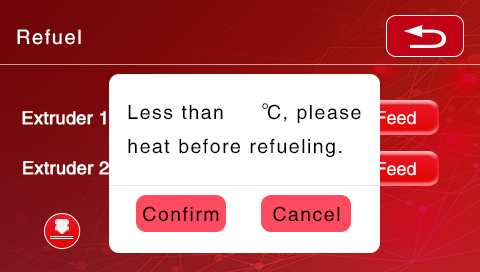 Refuel
Less than ℃, please
heat before refueling.
Extruder 1
Feed
Extruder 2
Feed
Confirm
Cancel